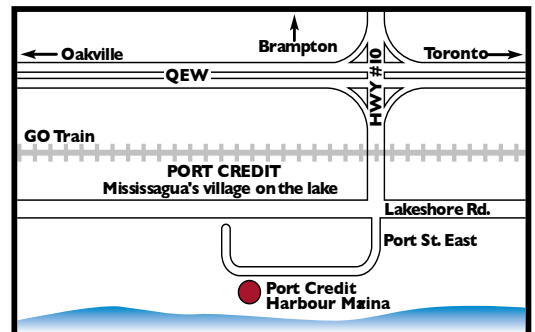 Brampton
Oakville
Toronto
QEW
HWY #10
GO Train
PORT CREDIT
Mississagua's village on the lake
Lakeshore Rd.
Port St. East
Port Credit
Harbour Marina